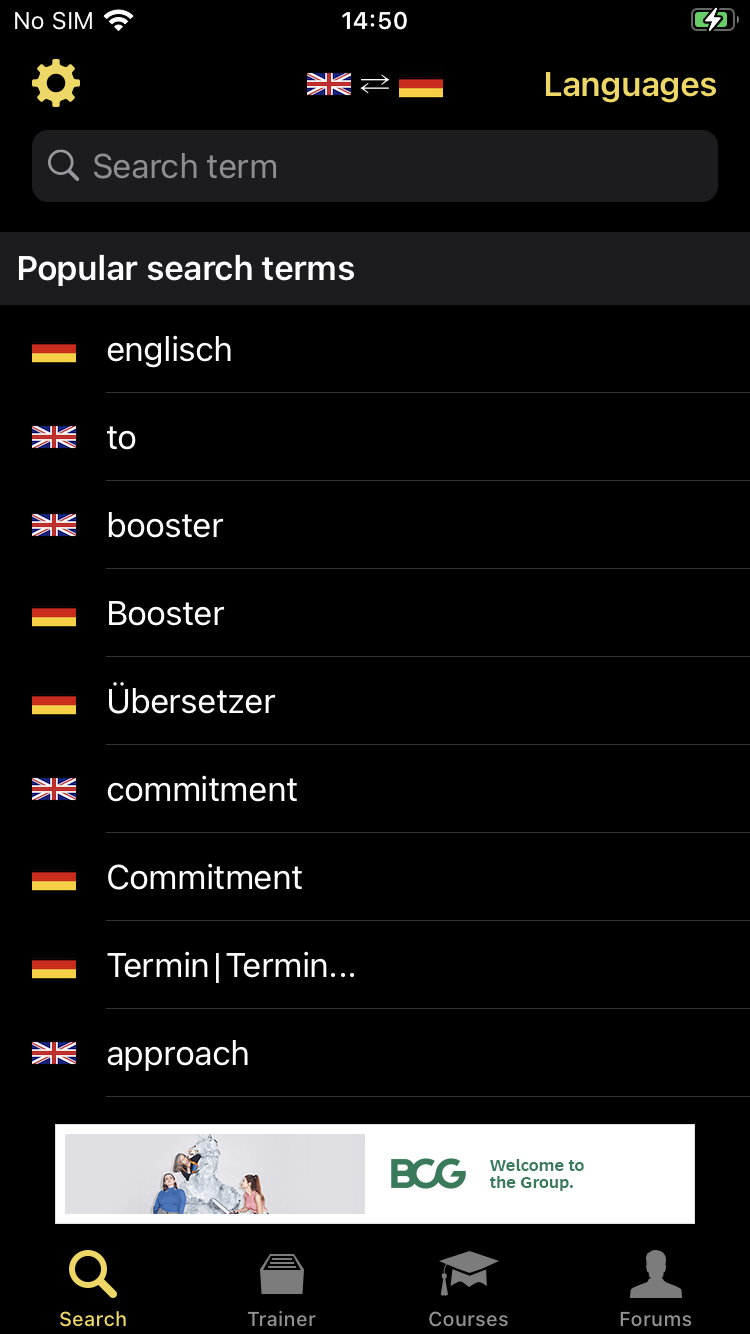 No SIM 14:50
Languages
Search term
Popular search terms
englisch
to
booster
Booster
Übersetzer
commitment
Commitment
Termin|Termin...
approach
BCG Welcome to
the Group.
Search Trainer Courses Forums